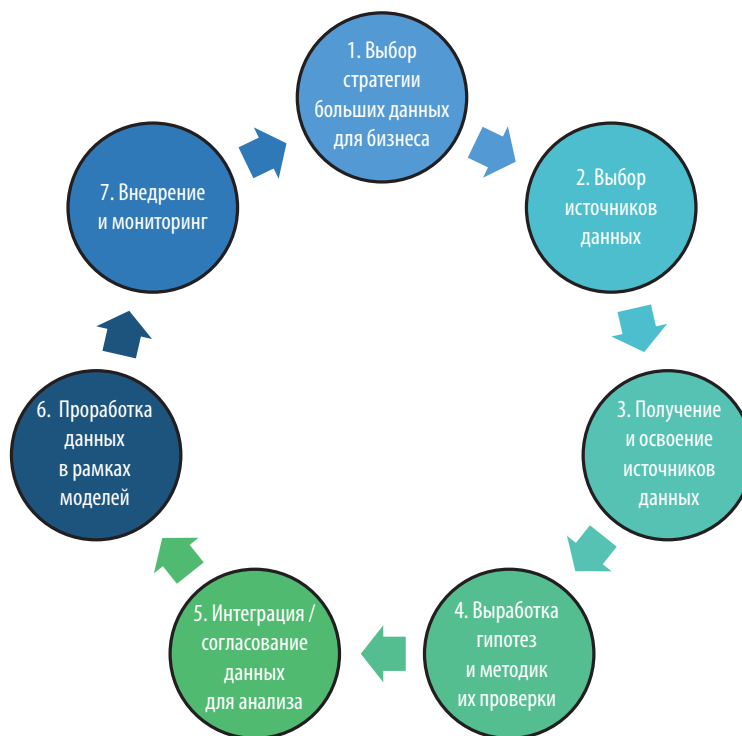 1. Выбор
стратегии
больших данных
для бизнеса
2. Выбор
источников
данных
3. Получение
и освоение
источников
данных
4. Выработка
гипотез
и методик
их проверки
5. Интеграция /
согласование
данных
для анализа
6. Проработка
данных
в рамках
моделей
7. Внедрение
и мониторинг